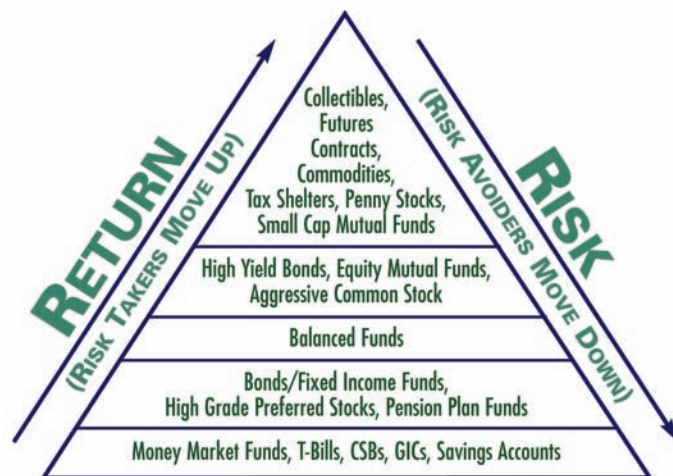 RETURN
(RISK TAKERS MOVE UP)
RISK
(RISK AVOIDERS MOVE DOWN)
Collectibles,
Futures
Contracts,
Commodities,
Tax Shelters, Penny Stocks,
Small Cap Mutual Funds
High Yield Bonds, Equity Mutual Funds,
Aggressive Common Stock
Balanced Funds
Bonds/Fixed Income Funds,
High Grade Preferred Stocks, Pension Plan Funds
Money Market Funds, T-Bills, CSBs, GICs, Savings Accounts